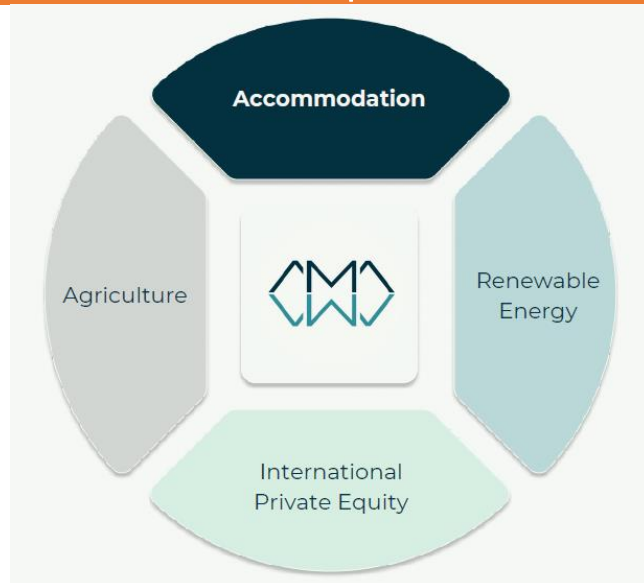 Accommodation
Agriculture
Renewable
Energy
International
Private Equity